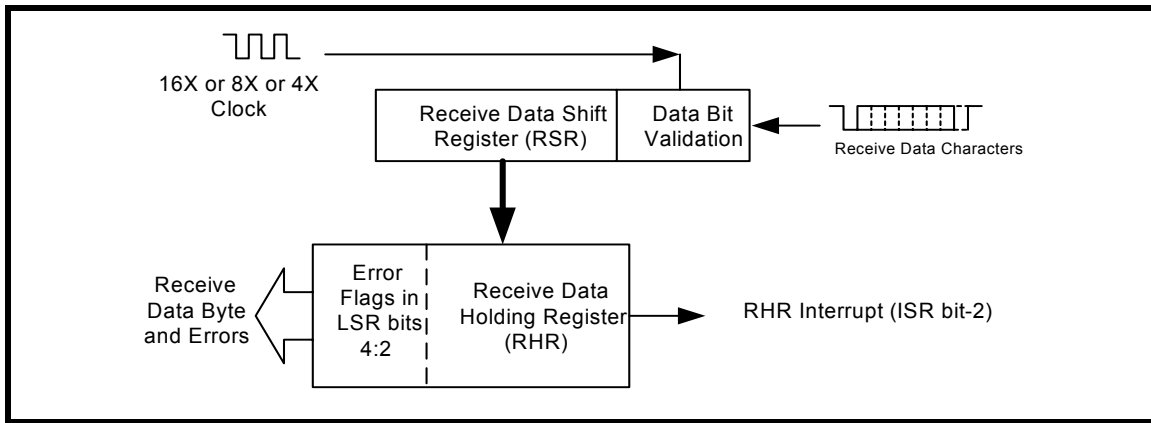 16X or 8X or 4X
Clock
Receive Data Shift
Register (RSR)
Data Bit
Validation
Receive Data Characters
Receive
Data Byte
and Errors
Error
Flags in
LSR bits
4:2
Receive Data
Holding Register
(RHR)
RHR Interrupt (ISR bit-2)